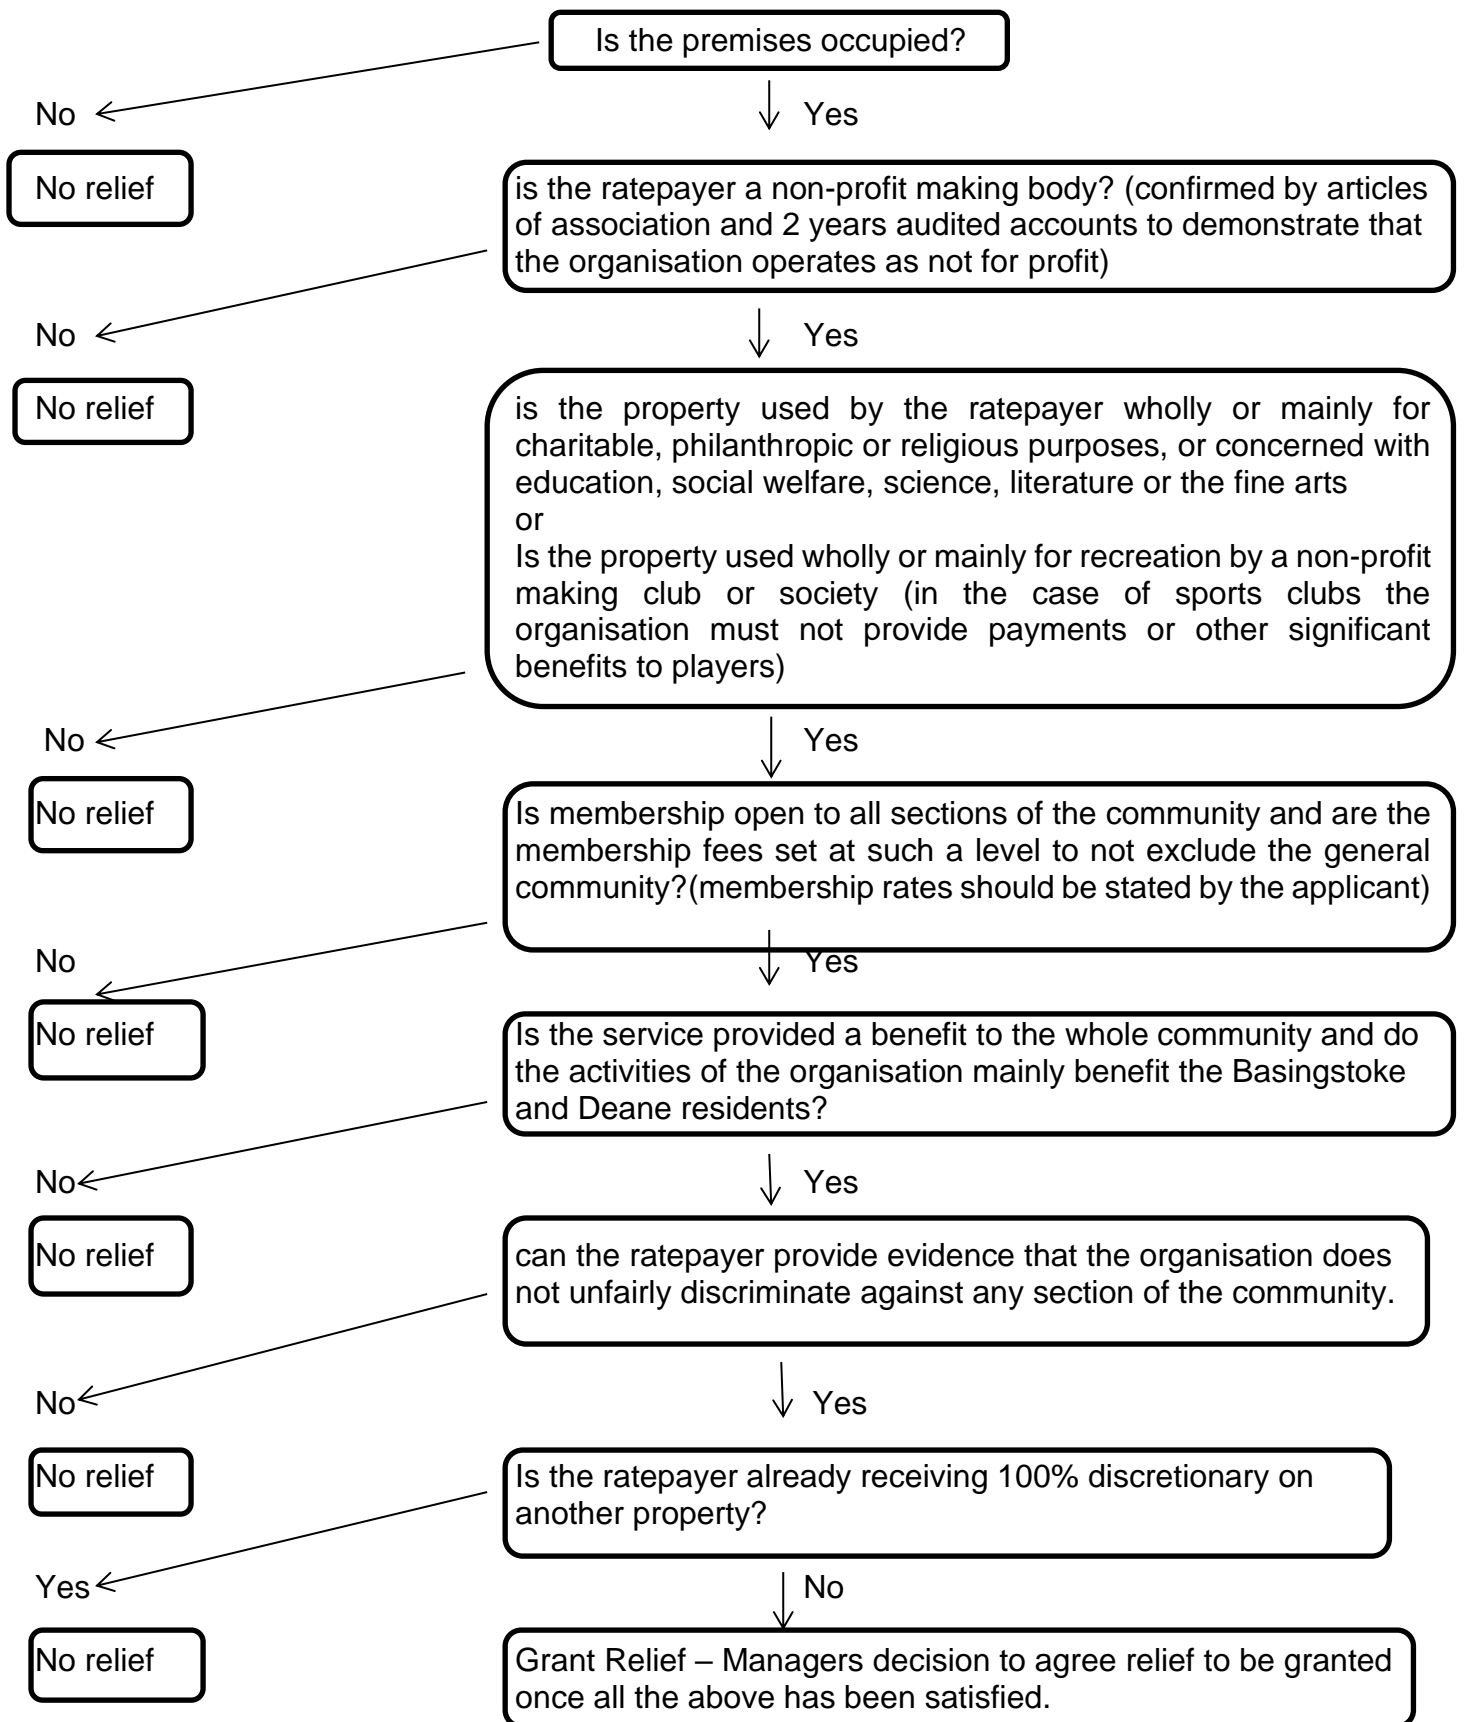 Is the premises occupied?
No
Yes
No relief
is the ratepayer a non-profit making body? (confirmed by articles
of association and 2 years audited accounts to demonstrate that
the organisation operates as not for profit)
No
Yes
No relief
is the property used by the ratepayer wholly or mainly for
charitable, philanthropic or religious purposes, or concerned with
education, social welfare, science, literature or the fine arts
or
Is the property used wholly or mainly for recreation by a non-profit
making club or society (in the case of sports clubs the
organisation must not provide payments or other significant
benefits to players)
No
Yes
No relief
Is membership open to all sections of the community and are the
membership fees set at such a level to not exclude the general
community?(membership rates should be stated by the applicant)
No
Yes
No relief
Is the service provided a benefit to the whole community and do
the activities of the organisation mainly benefit the Basingstoke
and Deane residents?
No
Yes
No relief
can the ratepayer provide evidence that the organisation does
not unfairly discriminate against any section of the community.
No
Yes
No relief
Is the ratepayer already receiving 100% discretionary on
another property?
Yes
No
No relief
Grant Relief – Managers decision to agree relief to be granted
once all the above has been satisfied.